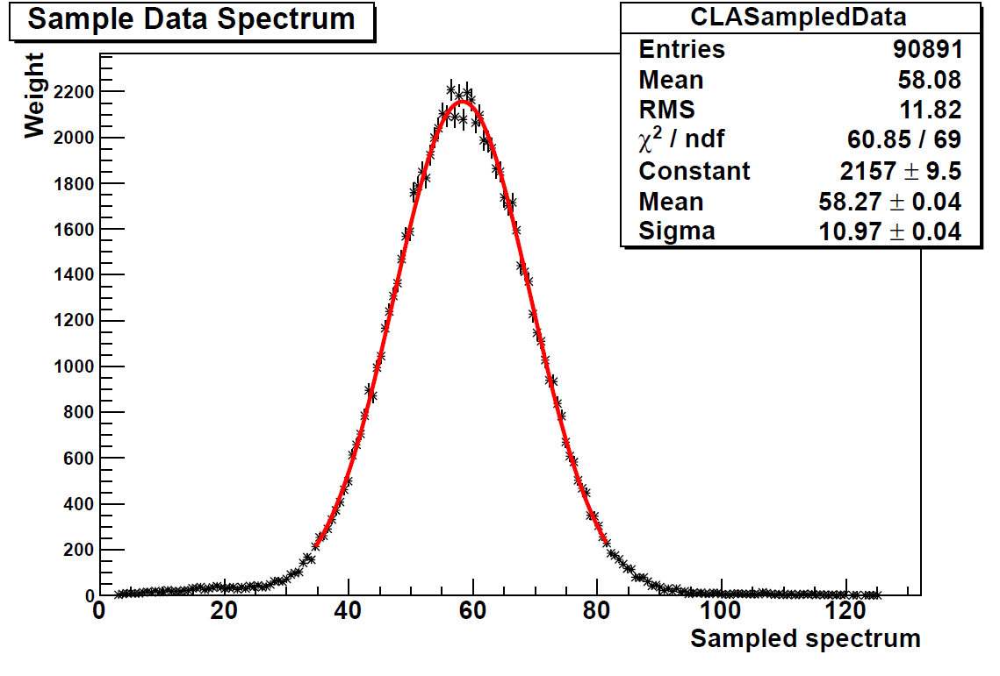 Sample Data Spectrum
CLASampledData
Entries 90891
Mean 58.08
RMS 11.82
χ² / ndf 60.85 / 69
Constant 2157 ± 9.5
Mean 58.27 ± 0.04
Sigma 10.97 ± 0.04
Weight
2200
2000
1800
1600
1400
1200
1000
800
600
400
200
0
0 20 40 60 80 100 120
Sampled spectrum